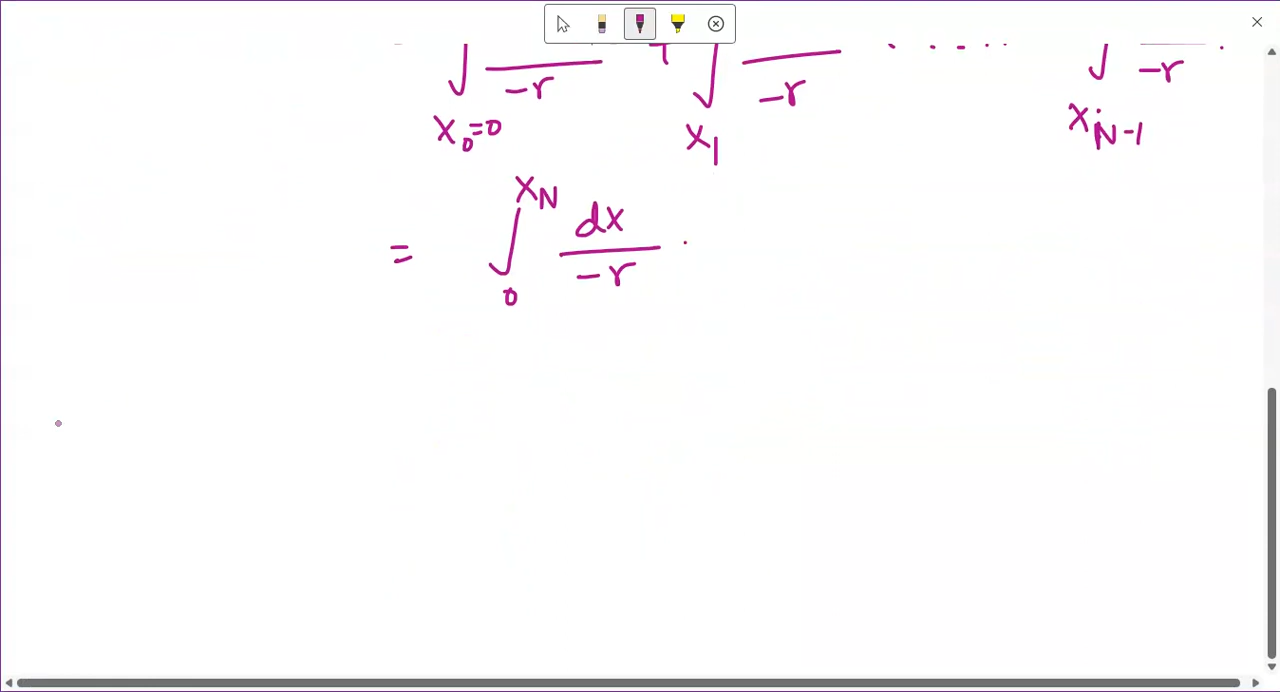 ∫ / -r + ∫ / -r ..... ∫ / -r .
X₀=0 X₁ X_N-1
= ∫₀^{X_N} dX / -r .